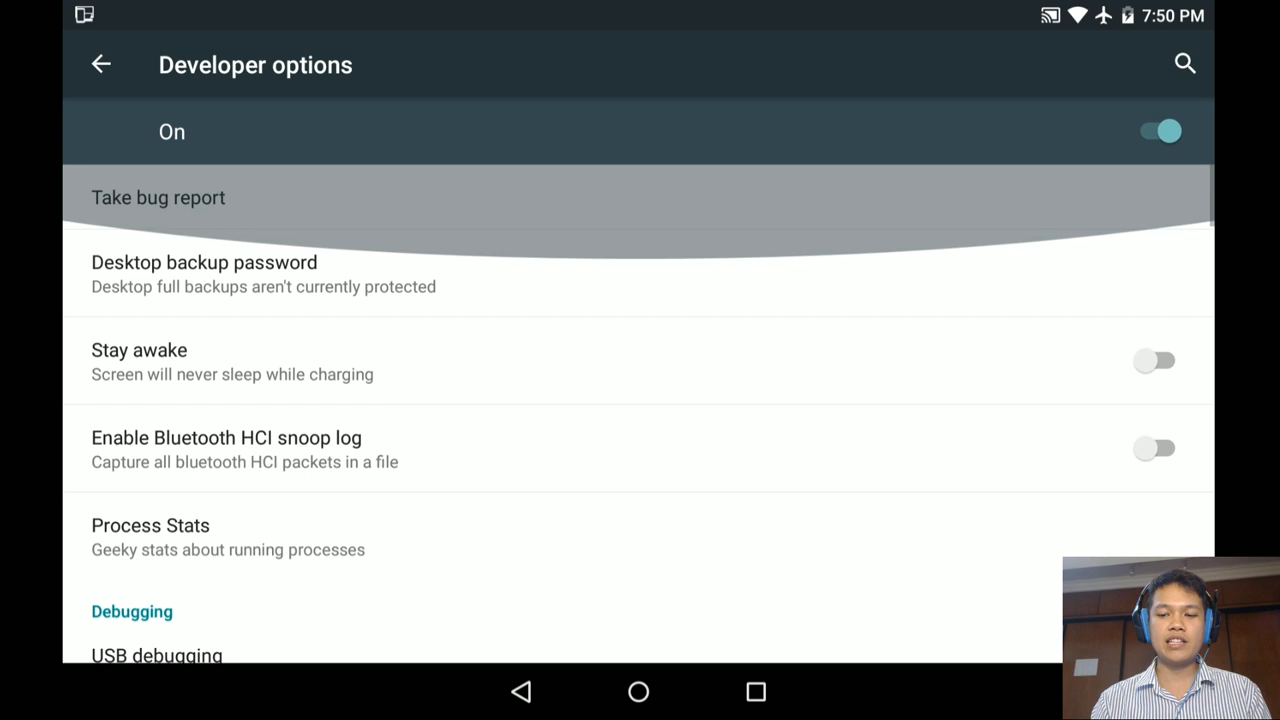 7:50 PM
Developer options
On
Take bug report
Desktop backup password
Desktop full backups aren't currently protected
Stay awake
Screen will never sleep while charging
Enable Bluetooth HCI snoop log
Capture all bluetooth HCI packets in a file
Process Stats
Geeky stats about running processes
Debugging
USB debugging